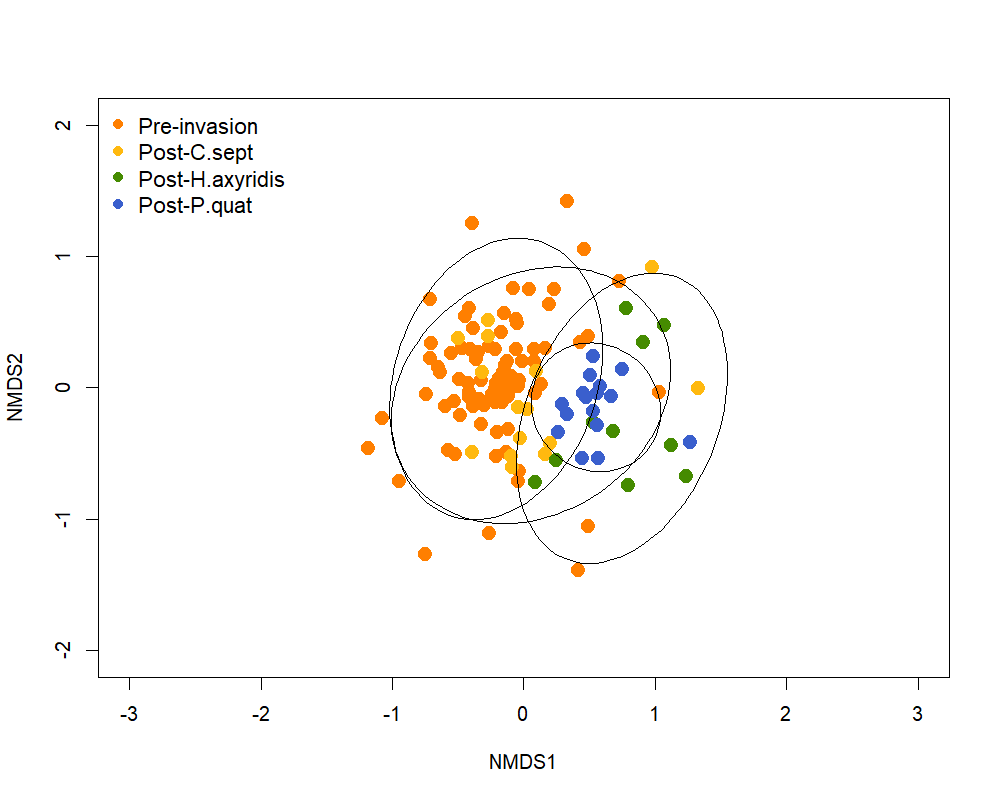 Pre-invasion
Post-C.sept
Post-H.axyridis
Post-P.quat
2
1
0
-1
-2
NMDS2
-3
-2
-1
0
1
2
3
NMDS1